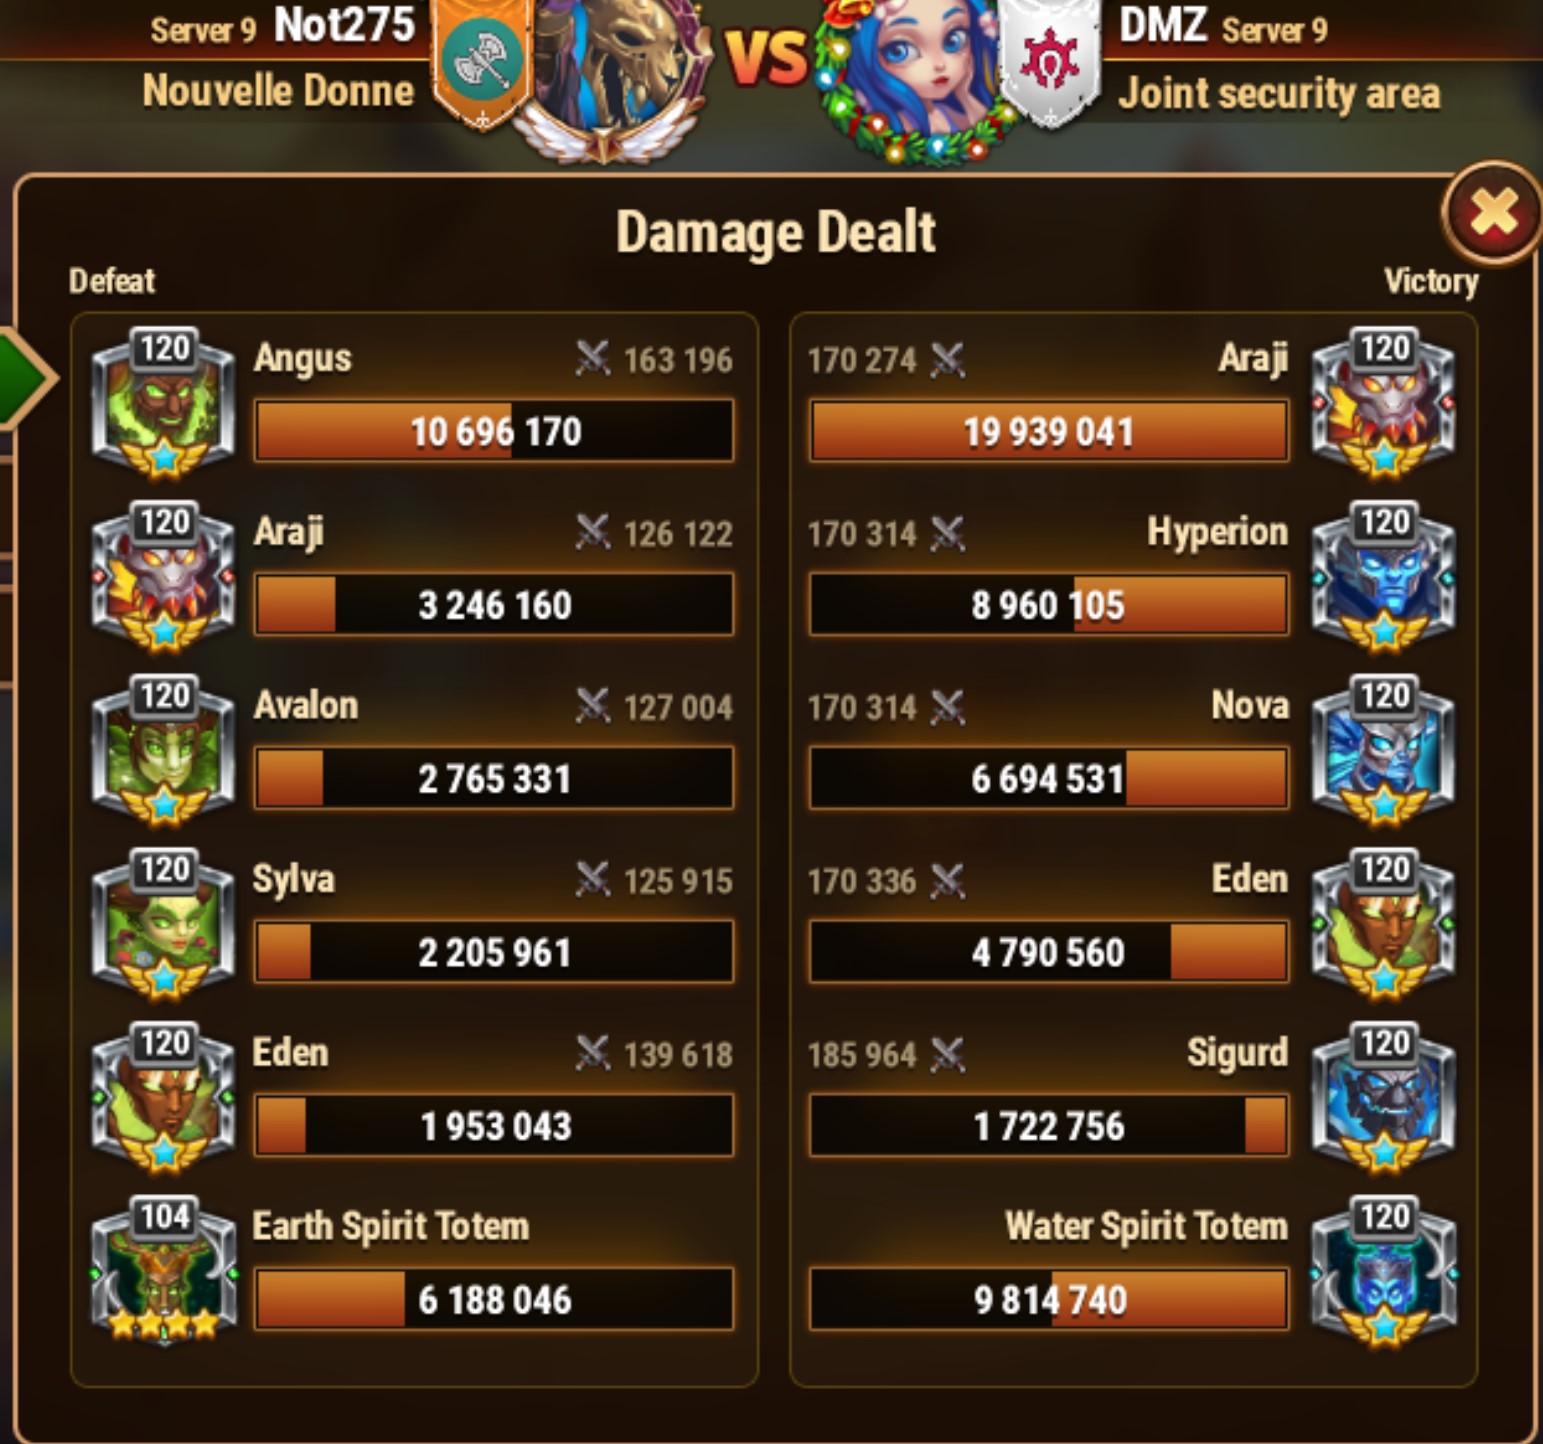 Server 9 Not275
Nouvelle Donne
VS
DMZ Server 9
Joint security area
Damage Dealt
Defeat
Victory
120 Angus 163 196
10 696 170
120 Araji 126 122
3 246 160
120 Avalon 127 004
2 765 331
120 Sylva 125 915
2 205 961
120 Eden 139 618
1 953 043
104 Earth Spirit Totem
6 188 046
170 274 Araji 120
19 939 041
170 314 Hyperion 120
8 960 105
170 314 Nova 120
6 694 531
170 336 Eden 120
4 790 560
185 964 Sigurd 120
1 722 756
Water Spirit Totem 120
9 814 740